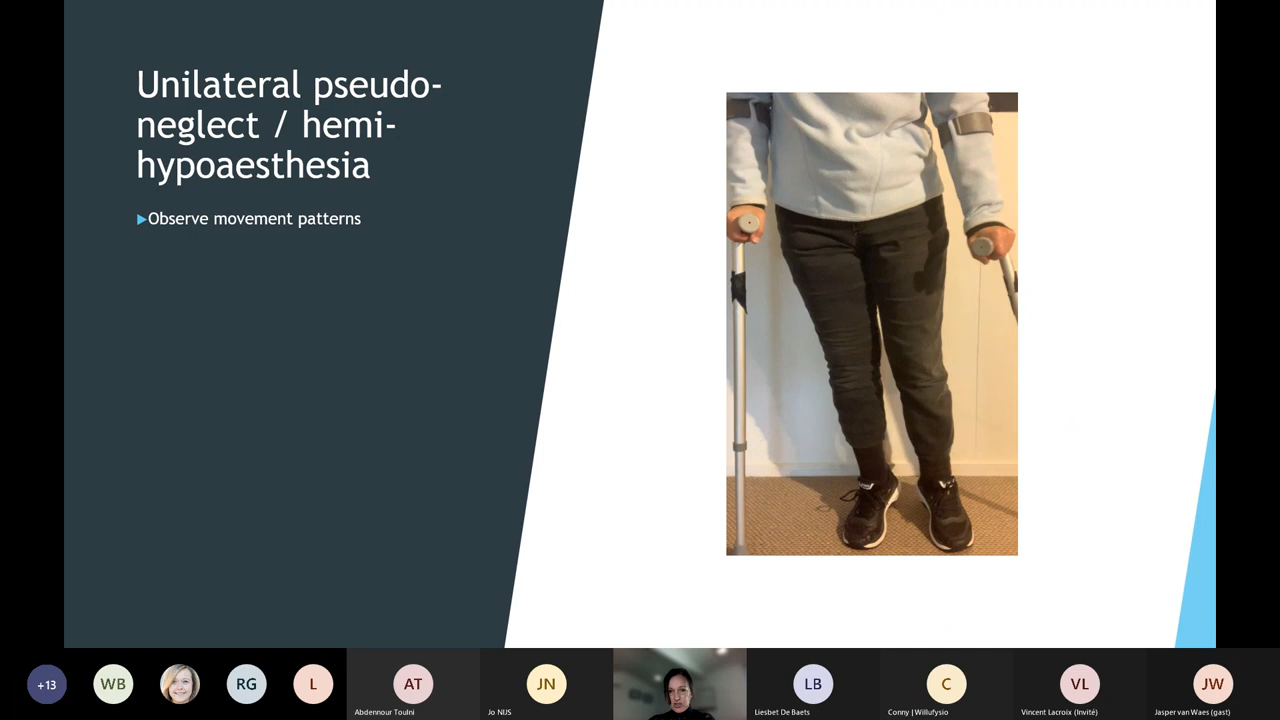 Unilateral pseudo-
neglect / hemi-
hypoaesthesia
Observe movement patterns
+13
WB
RG
L
AT
JN
LB
C
VL
JW
Abdennour Toulni
Jo NIJS
Liesbet De Baets
Conny | Willufysio
Vincent Lacroix (Invité)
Jasper van Waes (gast)